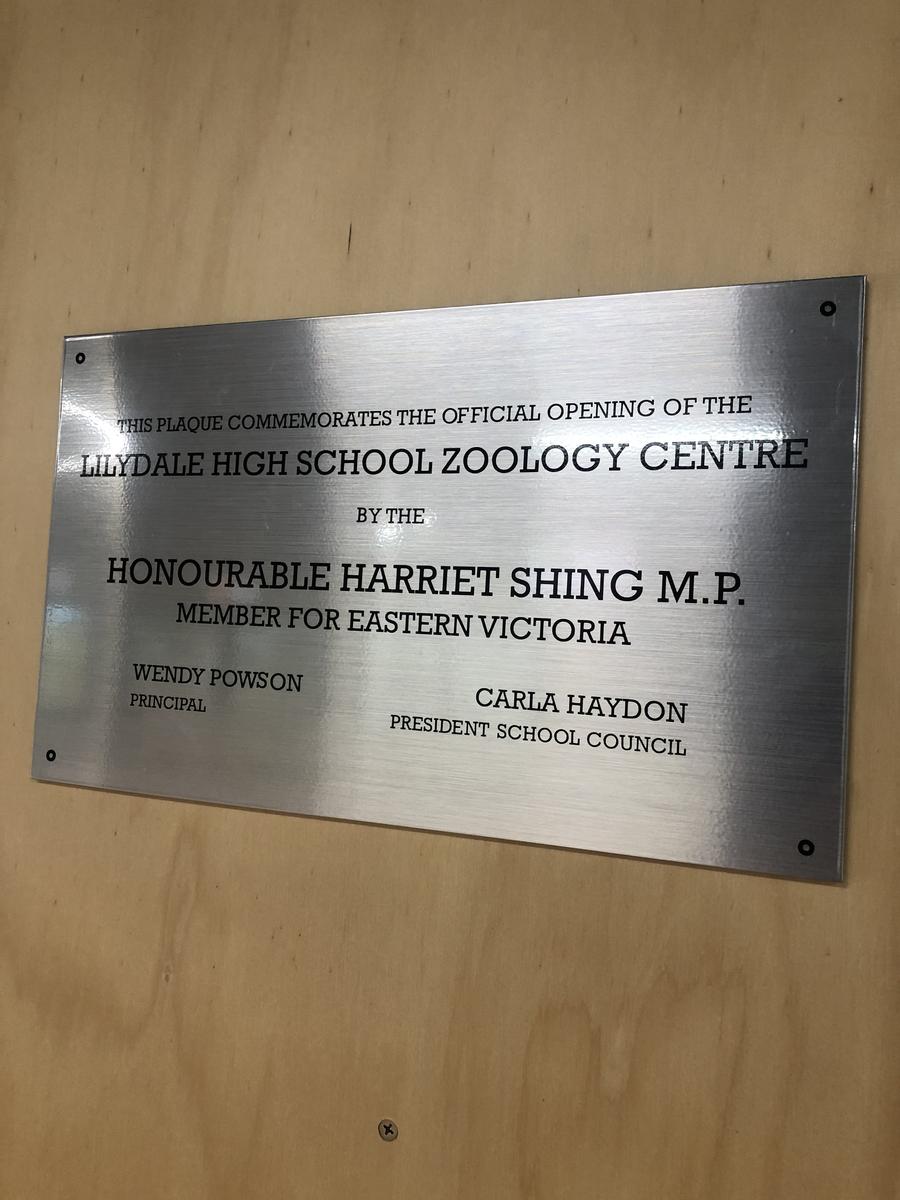 THIS PLAQUE COMMEMORATES THE OFFICIAL OPENING OF THE
LILYDALE HIGH SCHOOL ZOOLOGY CENTRE
BY THE
HONOURABLE HARRIET SHING M.P.
MEMBER FOR EASTERN VICTORIA
WENDY POWSON
PRINCIPAL
CARLA HAYDON
PRESIDENT SCHOOL COUNCIL